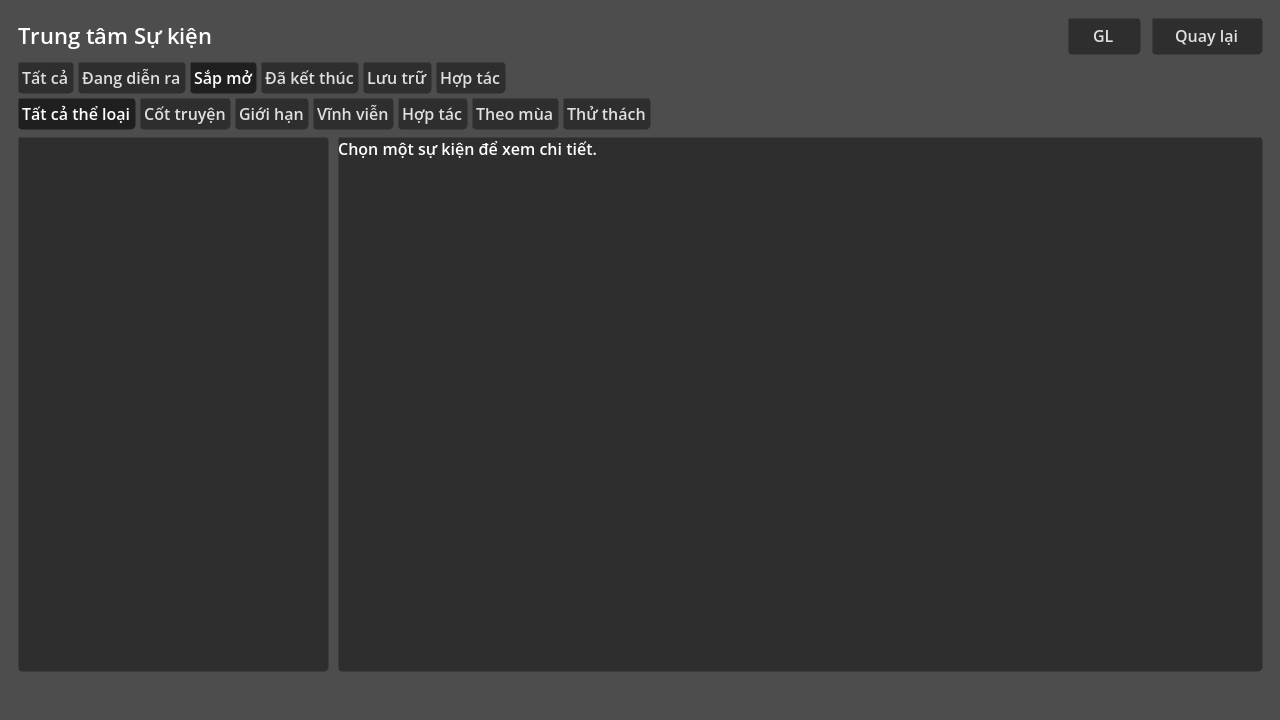 Trung tâm Sự kiện
GL
Quay lại
Tất cả
Đang diễn ra
Sắp mở
Đã kết thúc
Lưu trữ
Hợp tác
Tất cả thể loại
Cốt truyện
Giới hạn
Vĩnh viễn
Hợp tác
Theo mùa
Thử thách
Chọn một sự kiện để xem chi tiết.